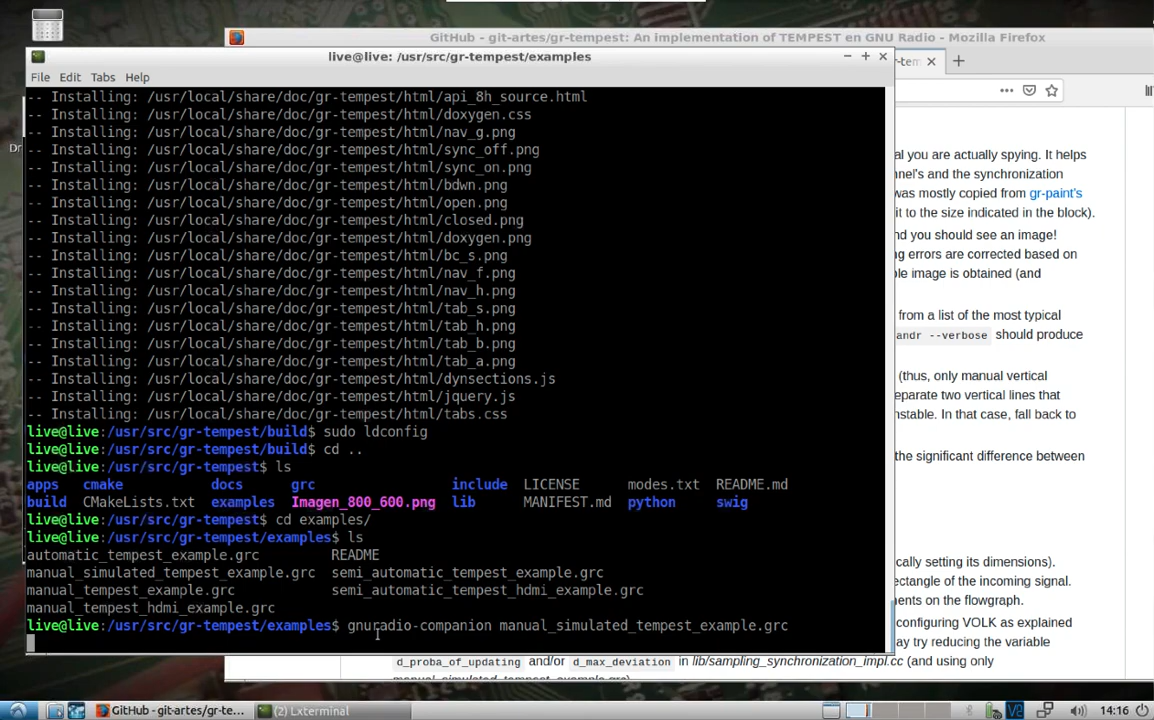 GitHub - git-artes/gr-tempest: An implementation of TEMPEST en GNU Radio - Mozilla Firefox
live@live: /usr/src/gr-tempest/examples
File Edit Tabs Help
-- Installing: /usr/local/share/doc/gr-tempest/html/api_8h_source.html
-- Installing: /usr/local/share/doc/gr-tempest/html/doxygen.css
-- Installing: /usr/local/share/doc/gr-tempest/html/nav_g.png
-- Installing: /usr/local/share/doc/gr-tempest/html/sync_off.png
-- Installing: /usr/local/share/doc/gr-tempest/html/sync_on.png
-- Installing: /usr/local/share/doc/gr-tempest/html/bdwn.png
-- Installing: /usr/local/share/doc/gr-tempest/html/open.png
-- Installing: /usr/local/share/doc/gr-tempest/html/closed.png
-- Installing: /usr/local/share/doc/gr-tempest/html/doxygen.png
-- Installing: /usr/local/share/doc/gr-tempest/html/bc_s.png
-- Installing: /usr/local/share/doc/gr-tempest/html/nav_f.png
-- Installing: /usr/local/share/doc/gr-tempest/html/nav_h.png
-- Installing: /usr/local/share/doc/gr-tempest/html/tab_s.png
-- Installing: /usr/local/share/doc/gr-tempest/html/tab_h.png
-- Installing: /usr/local/share/doc/gr-tempest/html/tab_b.png
-- Installing: /usr/local/share/doc/gr-tempest/html/tab_a.png
-- Installing: /usr/local/share/doc/gr-tempest/html/dynsections.js
-- Installing: /usr/local/share/doc/gr-tempest/html/jquery.js
-- Installing: /usr/local/share/doc/gr-tempest/html/tabs.css
live@live:/usr/src/gr-tempest/build$ sudo ldconfig
live@live:/usr/src/gr-tempest/build$ cd ..
live@live:/usr/src/gr-tempest$ ls
apps cmake docs grc include LICENSE modes.txt README.md
build CMakeLists.txt examples Imagen_800_600.png lib MANIFEST.md python swig
live@live:/usr/src/gr-tempest$ cd examples/
live@live:/usr/src/gr-tempest/examples$ ls
automatic_tempest_example.grc README
manual_simulated_tempest_example.grc semi_automatic_tempest_example.grc
manual_tempest_example.grc semi_automatic_tempest_hdmi_example.grc
manual_tempest_hdmi_example.grc
live@live:/usr/src/gr-tempest/examples$ gnuradio-companion manual_simulated_tempest_example.grc
Dr
r-tem
al you are actually spying. It helps
nnel's and the synchronization
was mostly copied from gr-paint's
it to the size indicated in the block).
nd you should see an image!
ng errors are corrected based on
ble image is obtained (and
from a list of the most typical
andr --verbose should produce
(thus, only manual vertical
eparate two vertical lines that
nstable. In that case, fall back to
the significant difference between
ically setting its dimensions).
ectangle of the incoming signal.
nents on the flowgraph.
configuring VOLK as explained
ay try reducing the variable
d_proba_of_updating and/or d_max_deviation in lib/sampling_synchronization_impl.cc (and using only
manual_simulated_tempest_example.grc)
GitHub - git-artes/gr-te...
(2) Lxterminal
V2
14:16